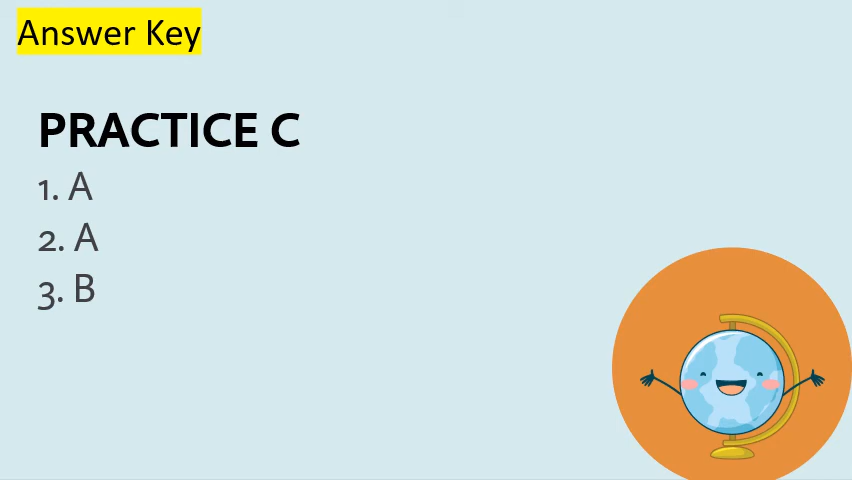 Answer Key
PRACTICE C
1. A
2. A
3. B